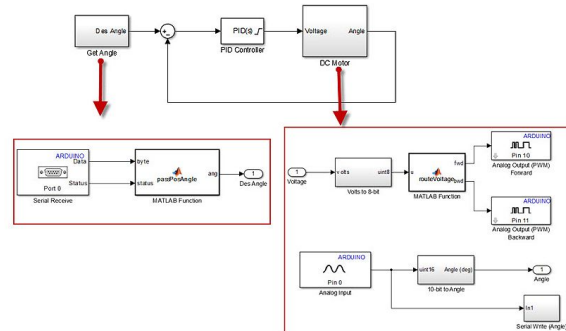 Des Angle
Get Angle
PID(s)
PID Controller
Voltage
Angle
DC Motor
ARDUINO
Data
Status
Port 0
Serial Receive
byte
status
passPosAngle
ang
MATLAB Function
1
Des Angle
1
Voltage
volts
uint8
Volts to 8-bit
u
routeVoltage
fwd
bwd
MATLAB Function
ARDUINO
Pin 10
Analog Output (PWM)
Forward
ARDUINO
Pin 11
Analog Output (PWM)
Backward
ARDUINO
Pin 0
Analog Input
uint16
Angle (deg)
10-bit to Angle
1
Angle
In1
Serial Write (Angle)